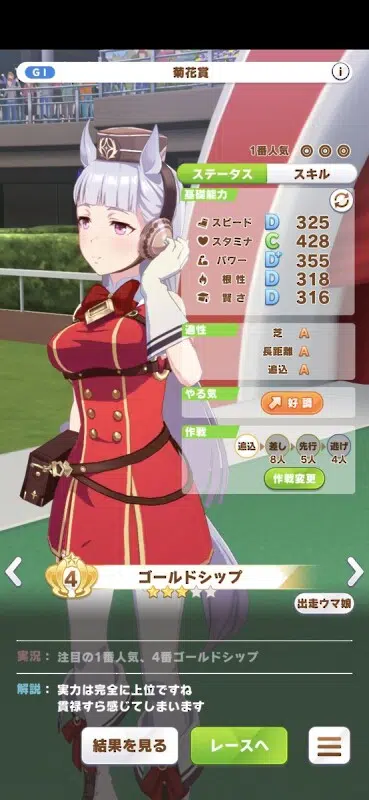 GI 菊花賞 i
1番人気 ◎ ◎ ◎
ステータス スキル
基礎能力
スピード D 325
スタミナ C 428
パワー D+ 355
根性 D 318
賢さ D 316
適性
芝 A
長距離 A
追込 A
やる気
好調
作戦
追込 差し 先行 逃げ
8人 5人 4人
作戦変更
4 ゴールドシップ
出走ウマ娘
実況： 注目の1番人気、4番ゴールドシップ
解説： 実力は完全に上位ですね
貫禄すら感じてしまいます
結果を見る レースへ